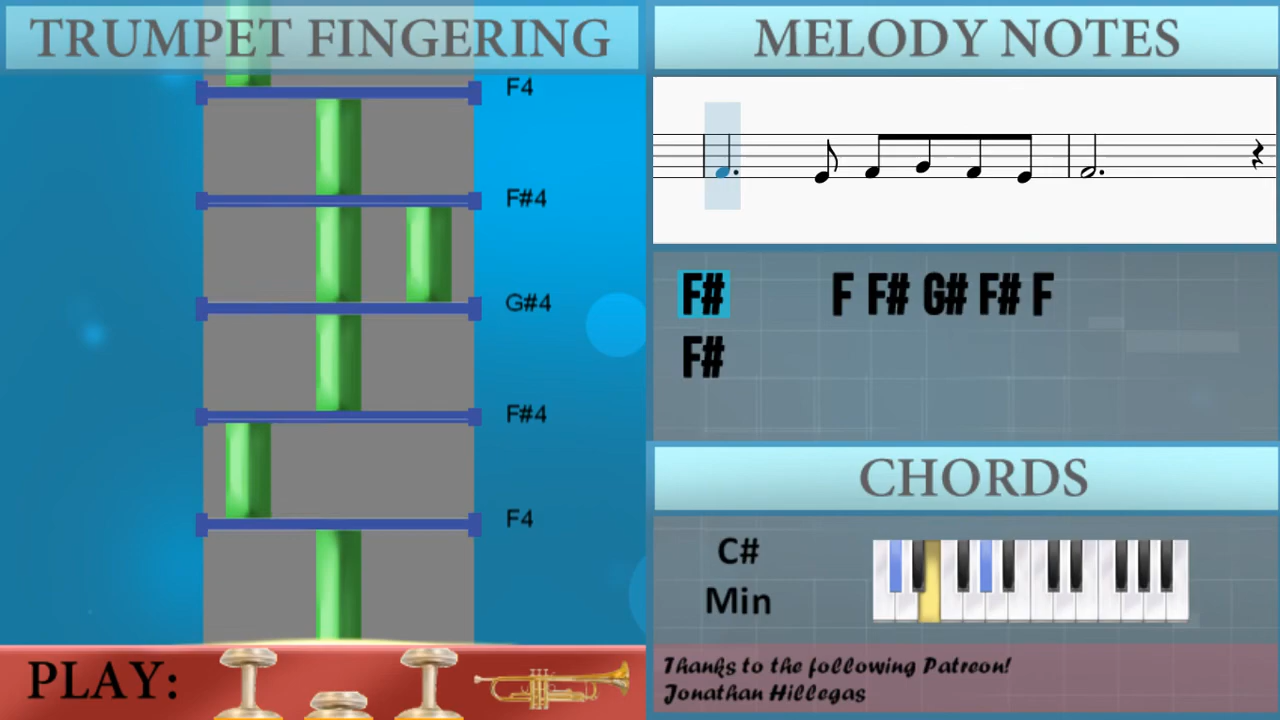 TRUMPET FINGERING
F4
F#4
G#4
F#4
F4
PLAY:
MELODY NOTES
F# F F# G# F# F
F#
CHORDS
C#
Min
Thanks to the following Patreon!
Jonathan Hillegas